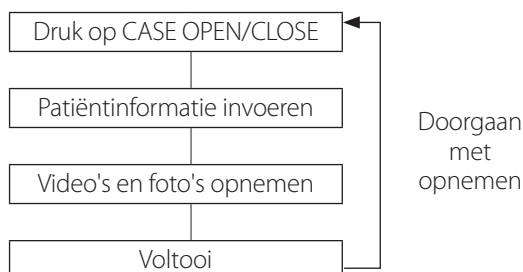 Druk op CASE OPEN/CLOSE
Patiëntinformatie invoeren
Video's en foto's opnemen
Voltooi
Doorgaan
met
opnemen